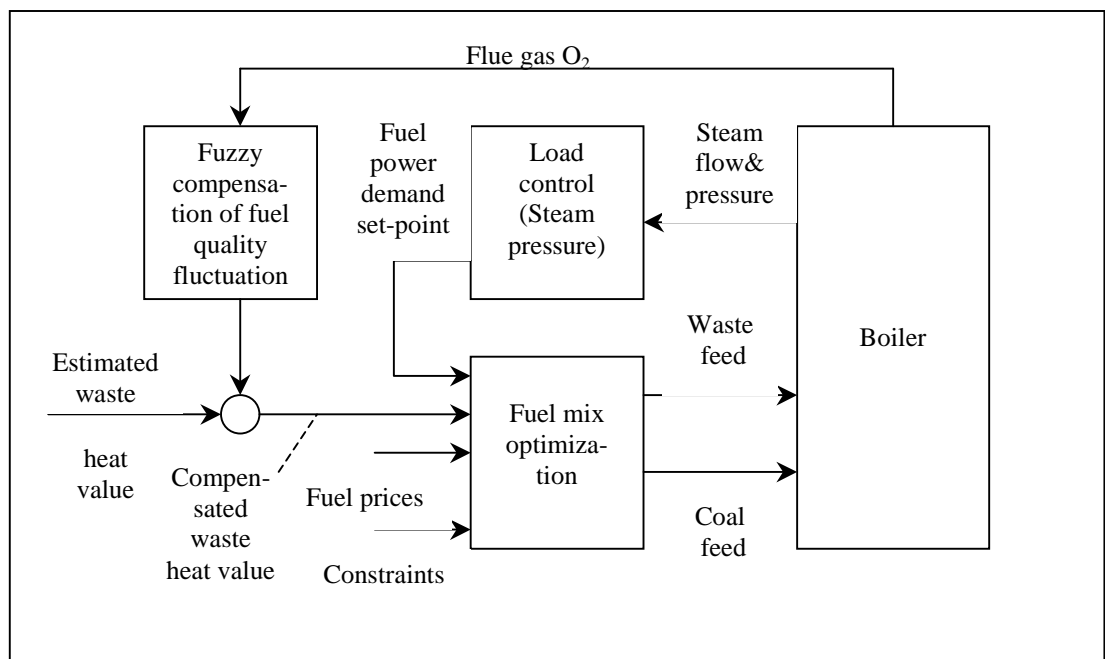 Flue gas O₂
Fuzzy
compensa-
tion of fuel
quality
fluctuation
Fuel
power
demand
set-point
Load
control
(Steam
pressure)
Steam
flow&
pressure
Boiler
Waste
feed
Estimated
waste
heat
value
Compen-
sated
waste
heat value
Fuel prices
Constraints
Fuel mix
optimiza-
tion
Coal
feed